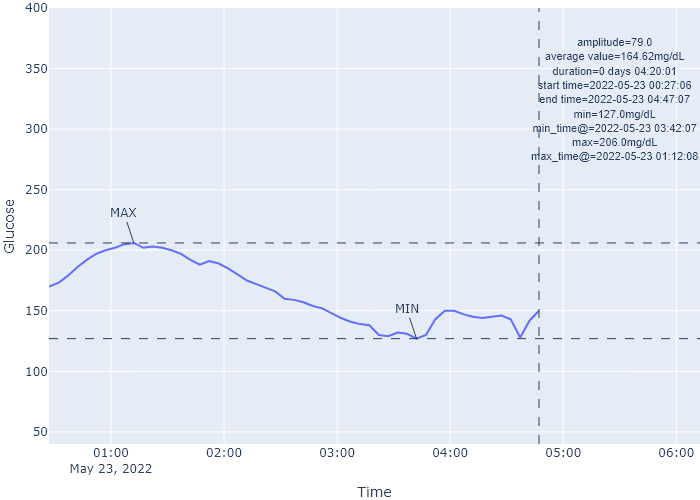 400
350
300
250
200
150
100
50
Glucose
amplitude=79.0
average value=164.62mg/dL
duration=0 days 04:20:01
start time=2022-05-23 00:27:06
end time=2022-05-23 04:47:07
min=127.0mg/dL
min_time@=2022-05-23 03:42:07
max=206.0mg/dL
max_time@=2022-05-23 01:12:08
MAX
MIN
01:00 02:00 03:00 04:00 05:00 06:00
May 23, 2022
Time